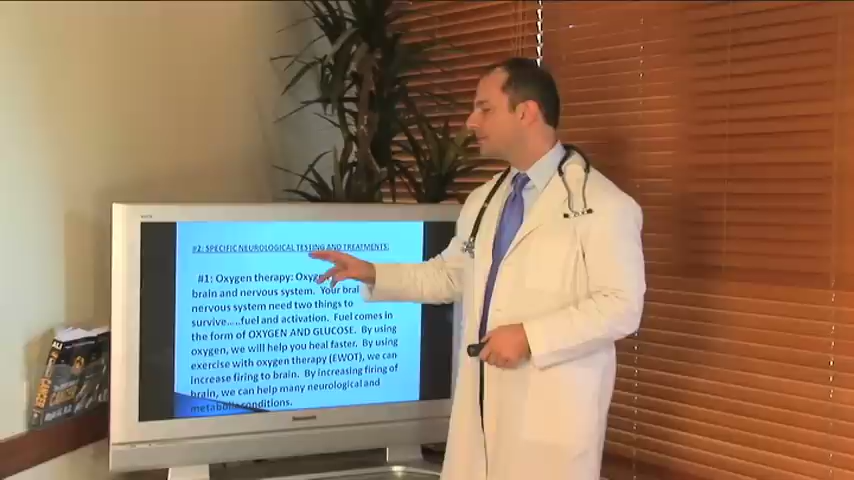 #2: SPECIFIC NEUROLOGICAL TESTING AND TREATMENTS:
#1: Oxygen therapy: Oxyg
brain and nervous system. Your brai
nervous system need two things to
survive.....fuel and activation. Fuel comes in
the form of OXYGEN AND GLUCOSE. By using
oxygen, we will help you heal faster. By using
exercise with oxygen therapy (EWOT), we can
increase firing to brain. By increasing firing of
brain, we can help many neurological and
metabolic conditions.
CANCER